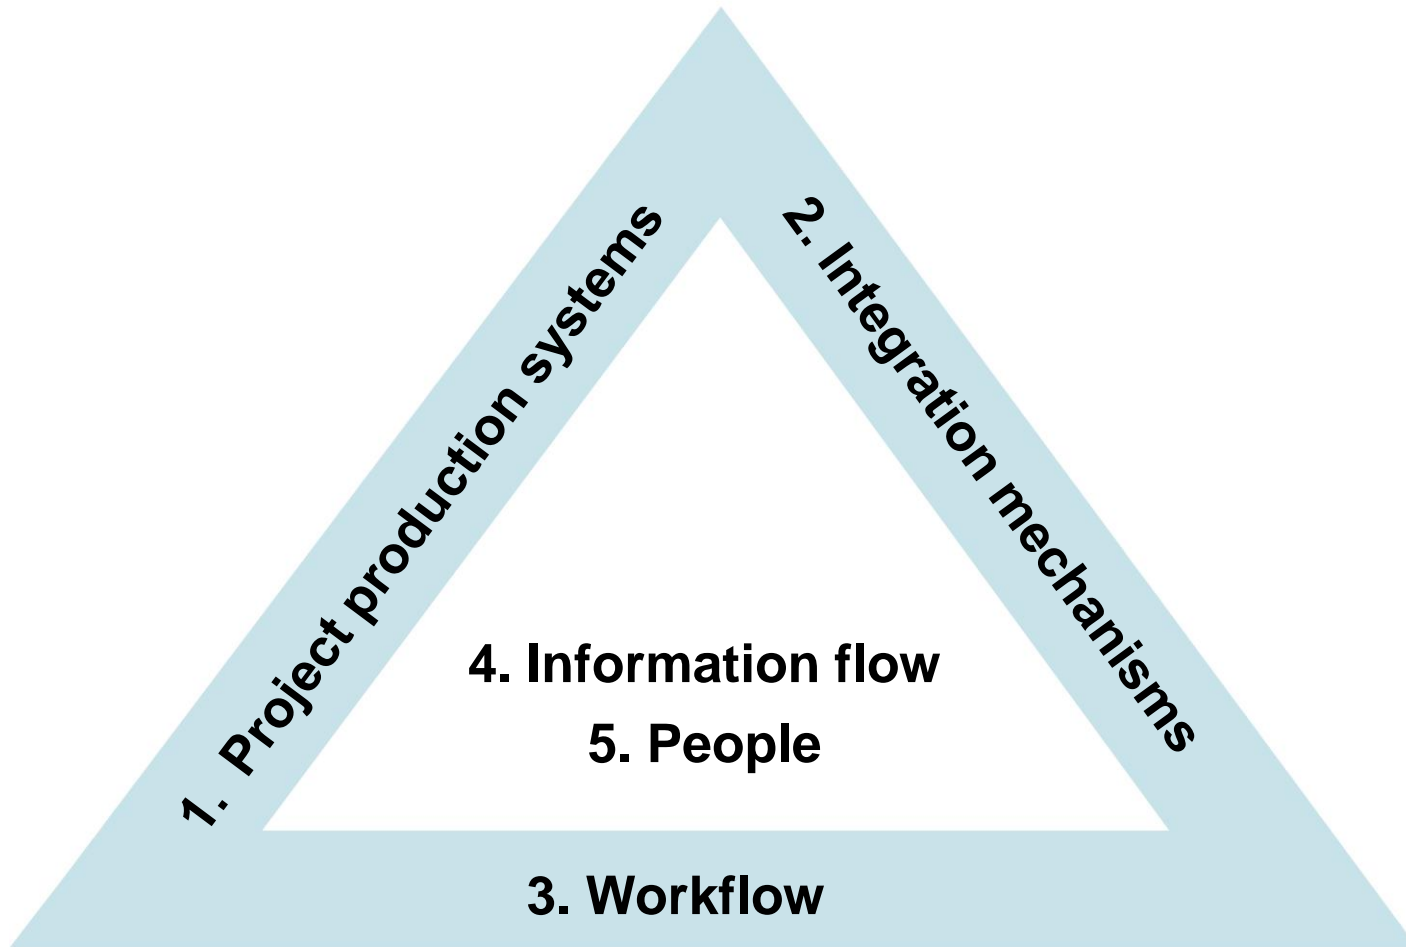 1. Project production systems
2. Integration mechanisms
4. Information flow
5. People
3. Workflow